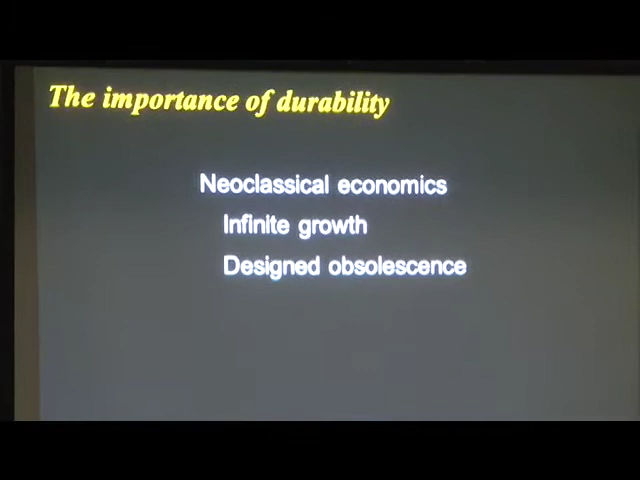 The importance of durability
Neoclassical economics
Infinite growth
Designed obsolescence